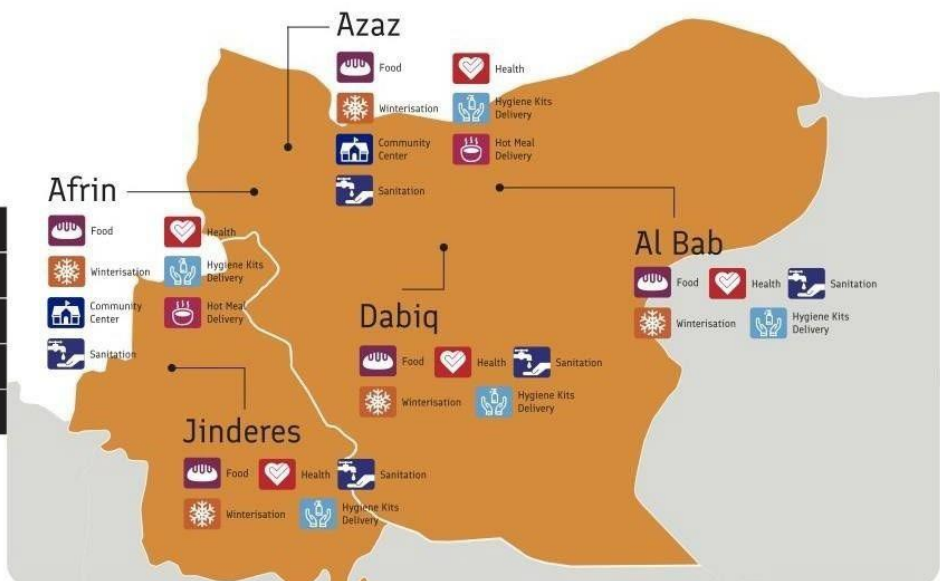 Azaz
Food
Health
Winterisation
Hygiene Kits
Delivery
Community
Center
Hot Meal
Delivery
Sanitation
Afrin
Food
Health
Winterisation
Hygiene Kits
Delivery
Community
Center
Hot Meal
Delivery
Sanitation
Al Bab
Food
Health
Sanitation
Winterisation
Hygiene Kits
Delivery
Dabiq
Food
Health
Sanitation
Winterisation
Hygiene Kits
Delivery
Jinderes
Food
Health
Sanitation
Winterisation
Hygiene Kits
Delivery